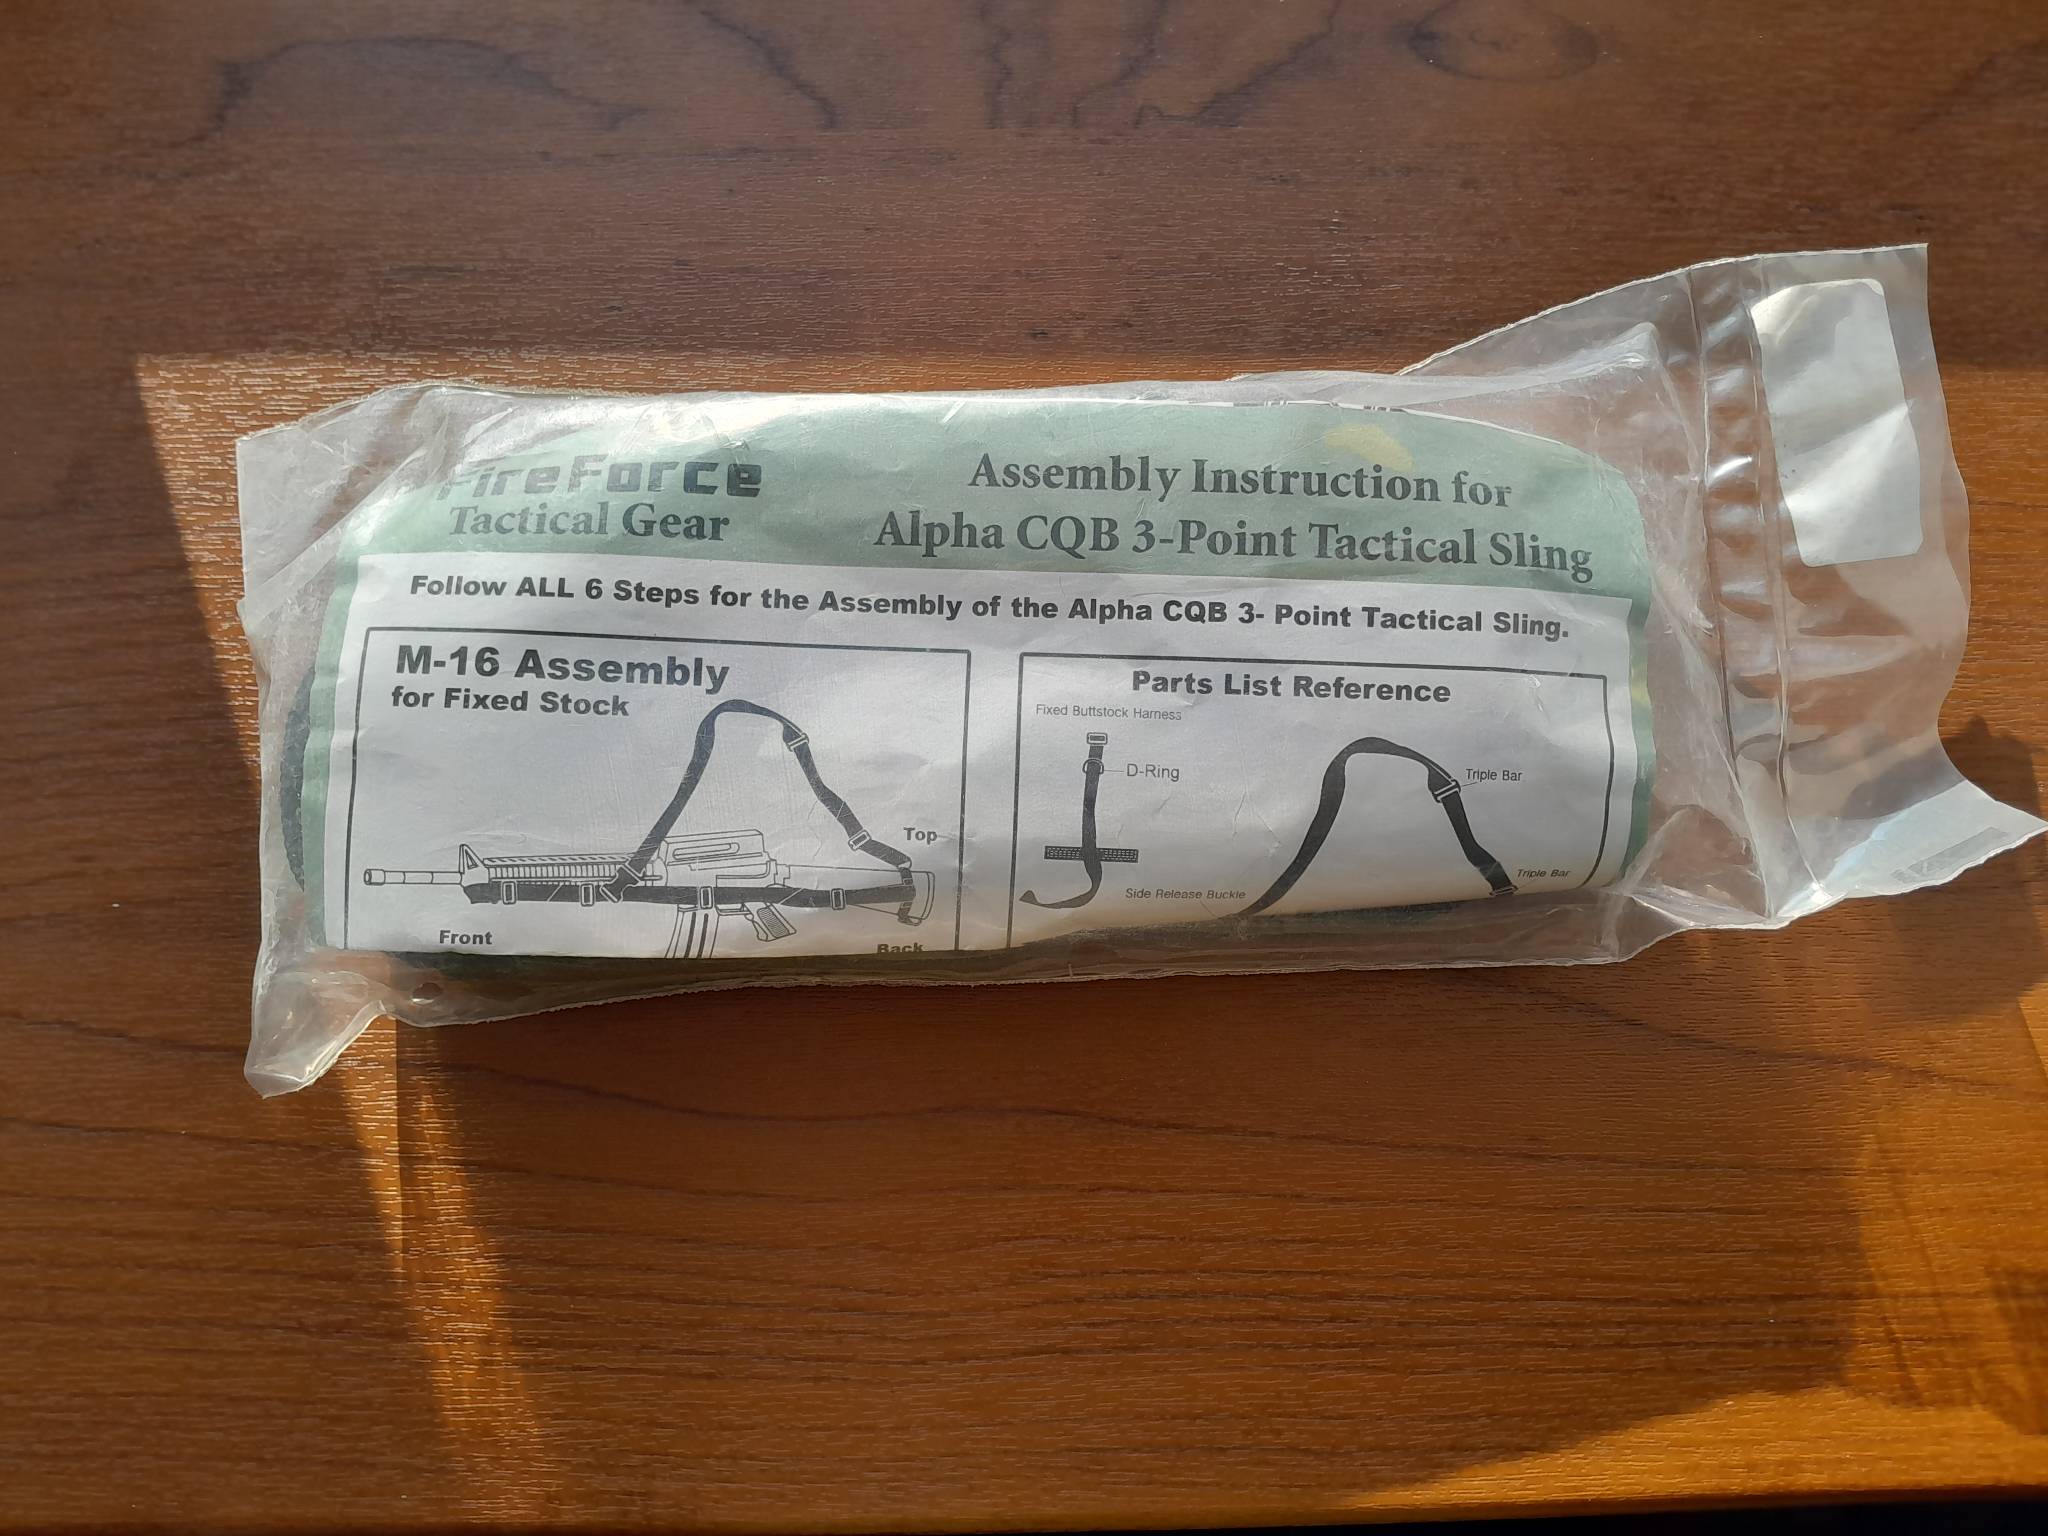 FireForce
Tactical Gear
Assembly Instruction for
Alpha CQB 3-Point Tactical Sling
Follow ALL 6 Steps for the Assembly of the Alpha CQB 3- Point Tactical Sling.
M-16 Assembly
for Fixed Stock
Top
Front
Back
Parts List Reference
Fixed Buttstock Harness
D-Ring
Triple Bar
Triple Bar
Side Release Buckle